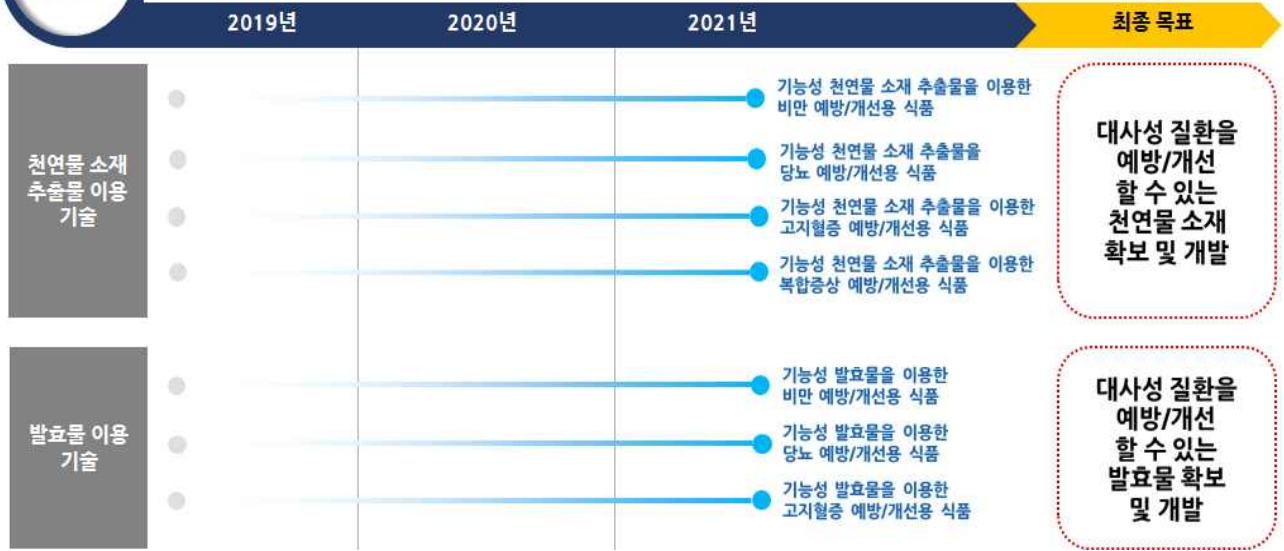 2019년
2020년
2021년
최종 목표
천연물 소재
추출물 이용
기술
기능성 천연물 소재 추출물을 이용한
비만 예방/개선용 식품
기능성 천연물 소재 추출물을
당뇨 예방/개선용 식품
기능성 천연물 소재 추출물을 이용한
고지혈증 예방/개선용 식품
기능성 천연물 소재 추출물을 이용한
복합증상 예방/개선용 식품
대사성 질환을
예방/개선
할 수 있는
천연물 소재
확보 및 개발
발효물 이용
기술
기능성 발효물을 이용한
비만 예방/개선용 식품
기능성 발효물을 이용한
당뇨 예방/개선용 식품
기능성 발효물을 이용한
고지혈증 예방/개선용 식품
대사성 질환을
예방/개선
할 수 있는
발효물 확보
및 개발